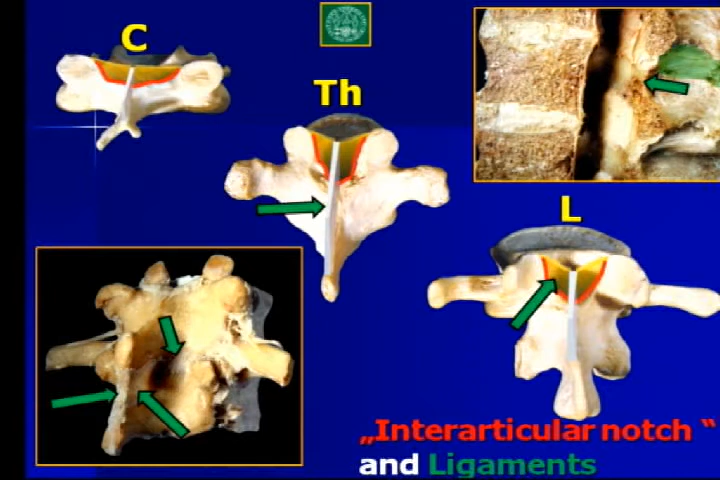 C
Th
L
„Interarticular notch “
and Ligaments